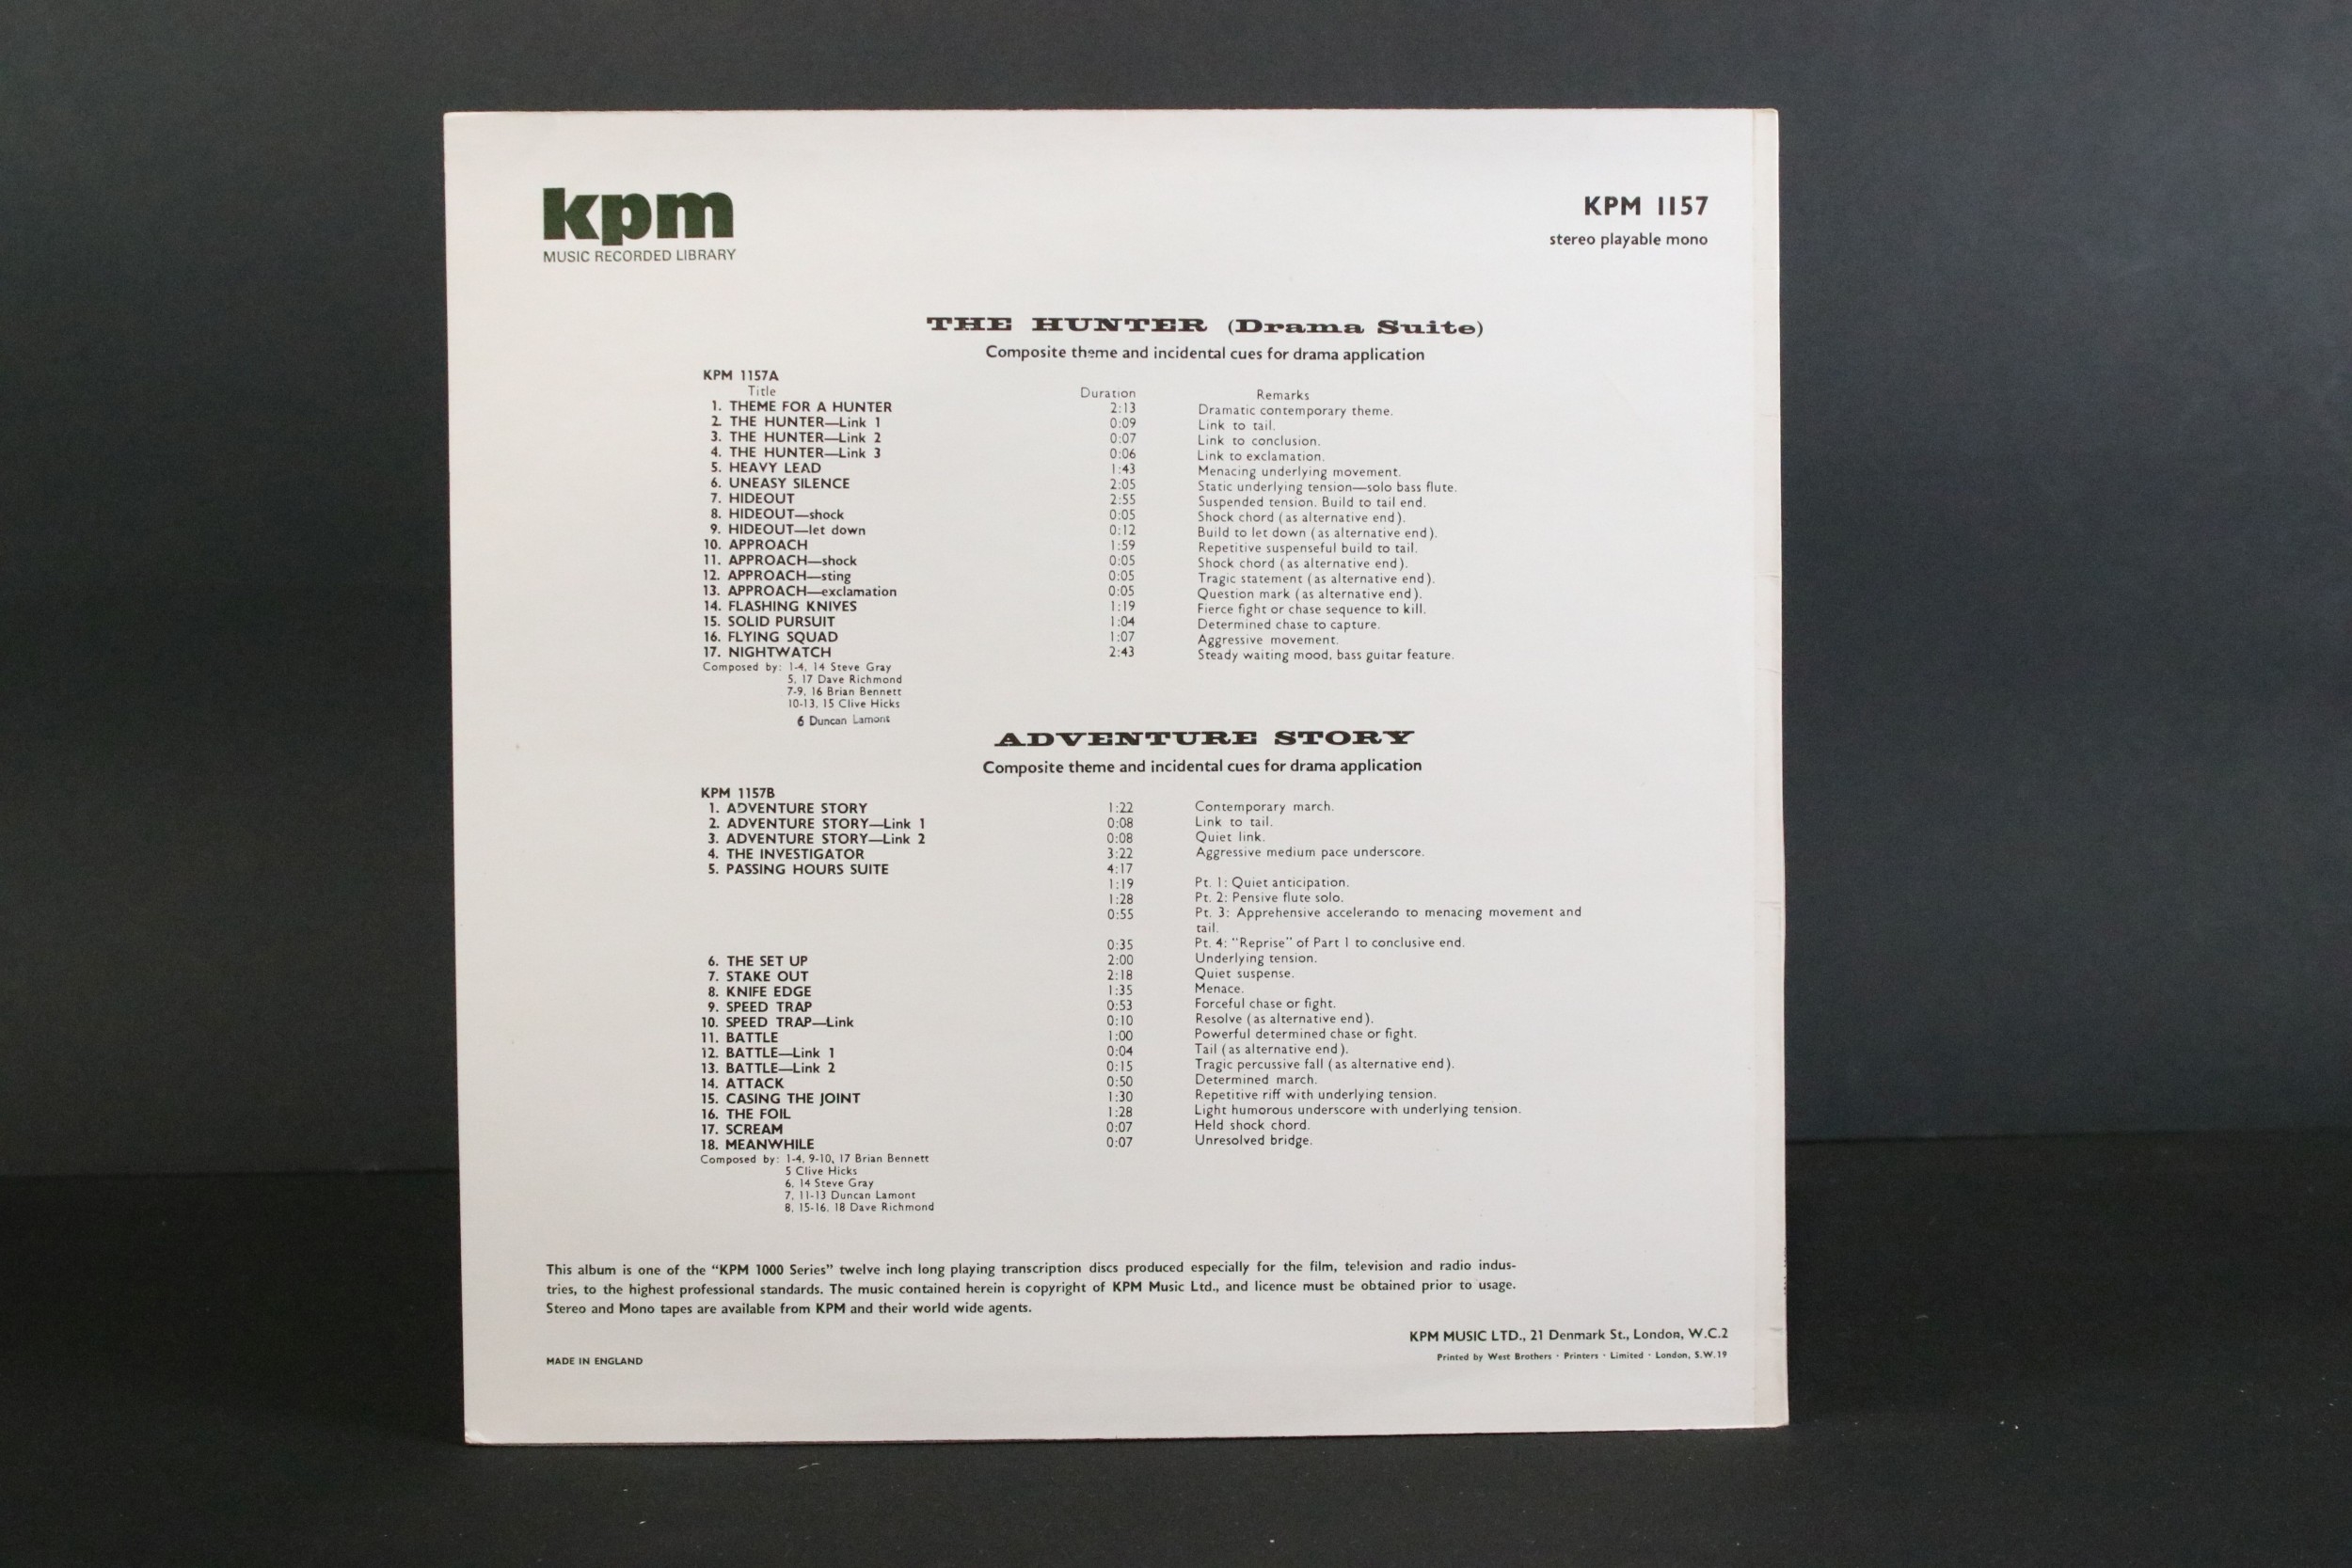 kpm
MUSIC RECORDED LIBRARY
KPM 1157
stereo playable mono
THE HUNTER (Drama Suite)
Composite theme and incidental cues for drama application
KPM 1157A
Title Duration Remarks
1. THEME FOR A HUNTER 2:13 Dramatic contemporary theme.
2. THE HUNTER—Link 1 0:09 Link to tail.
3. THE HUNTER—Link 2 0:07 Link to conclusion.
4. THE HUNTER—Link 3 0:06 Link to exclamation.
5. HEAVY LEAD 1:43 Menacing underlying movement.
6. UNEASY SILENCE 2:05 Static underlying tension—solo bass flute.
7. HIDEOUT 2:55 Suspended tension. Build to tail end.
8. HIDEOUT—shock 0:05 Shock chord (as alternative end).
9. HIDEOUT—let down 0:12 Build to let down (as alternative end).
10. APPROACH 1:59 Repetitive suspenseful build to tail.
11. APPROACH—shock 0:05 Shock chord (as alternative end).
12. APPROACH—sting 0:05 Tragic statement (as alternative end).
13. APPROACH—exclamation 0:05 Question mark (as alternative end).
14. FLASHING KNIVES 1:19 Fierce fight or chase sequence to kill.
15. SOLID PURSUIT 1:04 Determined chase to capture.
16. FLYING SQUAD 1:07 Aggressive movement.
17. NIGHTWATCH 2:43 Steady waiting mood, bass guitar feature.
Composed by: 1-4, 14 Steve Gray
5, 17 Dave Richmond
7-9, 16 Brian Bennett
10-13, 15 Clive Hicks
6 Duncan Lamont
ADVENTURE STORY
Composite theme and incidental cues for drama application
KPM 1157B
1. ADVENTURE STORY 1:22 Contemporary march.
2. ADVENTURE STORY—Link 1 0:08 Link to tail.
3. ADVENTURE STORY—Link 2 0:08 Quiet link.
4. THE INVESTIGATOR 3:22 Aggressive medium pace underscore.
5. PASSING HOURS SUITE 4:17
1:19 Pt. 1: Quiet anticipation.
1:28 Pt. 2: Pensive flute solo.
0:55 Pt. 3: Apprehensive accelerando to menacing movement and
tail.
0:35 Pt. 4: "Reprise" of Part 1 to conclusive end.
6. THE SET UP 2:00 Underlying tension.
7. STAKE OUT 2:18 Quiet suspense.
8. KNIFE EDGE 1:35 Menace.
9. SPEED TRAP 0:53 Forceful chase or fight.
10. SPEED TRAP—Link 0:10 Resolve (as alternative end).
11. BATTLE 1:00 Powerful determined chase or fight.
12. BATTLE—Link 1 0:04 Tail (as alternative end).
13. BATTLE—Link 2 0:15 Tragic percussive fall (as alternative end).
14. ATTACK 0:50 Determined march.
15. CASING THE JOINT 1:30 Repetitive riff with underlying tension.
16. THE FOIL 1:28 Light humorous underscore with underlying tension.
17. SCREAM 0:07 Held shock chord.
18. MEANWHILE 0:07 Unresolved bridge.
Composed by: 1-4, 9-10, 17 Brian Bennett
5 Clive Hicks
6, 14 Steve Gray
7, 11-13 Duncan Lamont
8, 15-16, 18 Dave Richmond
This album is one of the "KPM 1000 Series" twelve inch long playing transcription discs produced especially for the film, television and radio indus-
tries, to the highest professional standards. The music contained herein is copyright of KPM Music Ltd., and licence must be obtained prior to usage.
Stereo and Mono tapes are available from KPM and their world wide agents.
KPM MUSIC LTD., 21 Denmark St., London, W.C.2
MADE IN ENGLAND
Printed by West Brothers · Printers · Limited · London, S.W.19